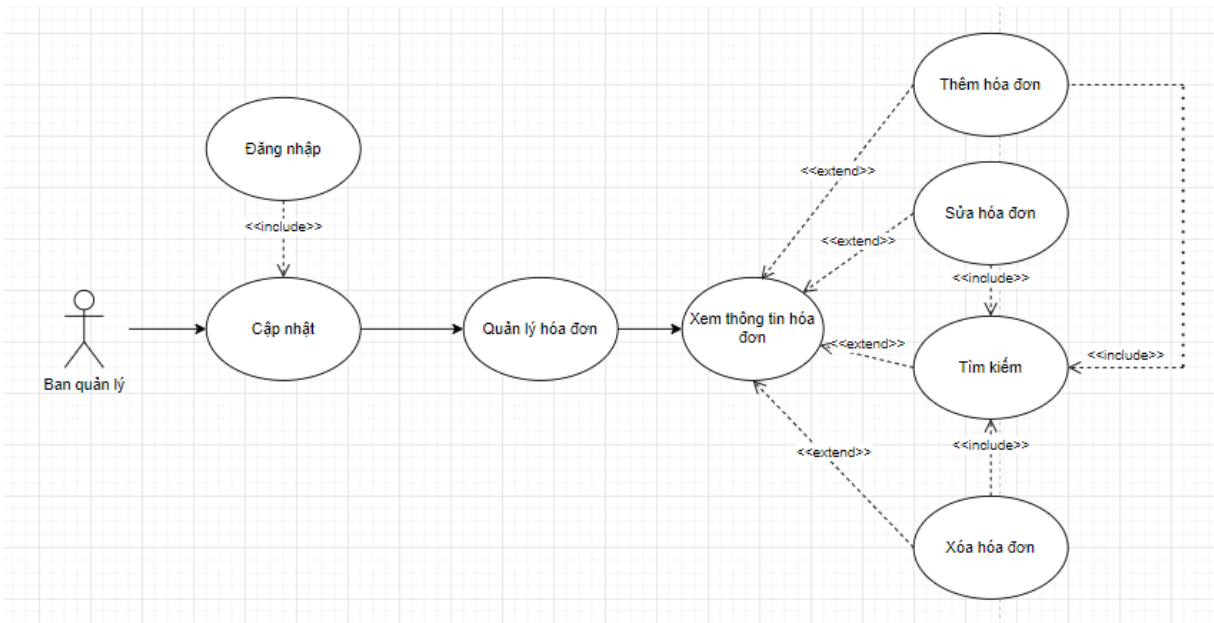 Thêm hóa đơn
Đăng nhập
<<extend>>
Sửa hóa đơn
<<include>>
<<extend>>
<<include>>
Cập nhật
Quản lý hóa đơn
Xem thông tin hóa
đơn
<<extend>>
<<include>>
Tìm kiếm
Ban quản lý
<<include>>
<<extend>>
Xóa hóa đơn